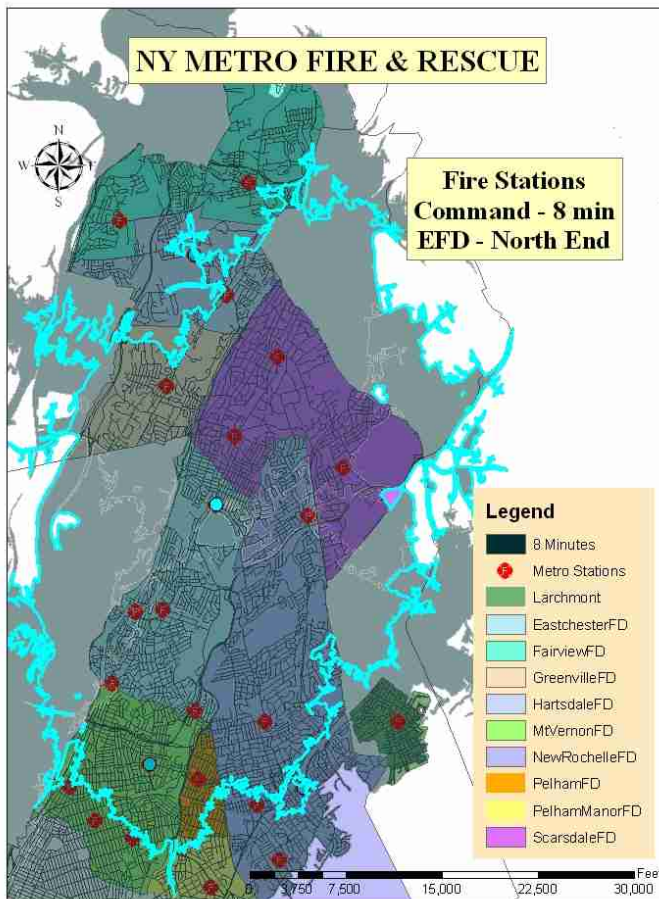 NY METRO FIRE & RESCUE
N
W
E
S
Fire Stations
Command - 8 min
EFD - North End
Legend
8 Minutes
Metro Stations
Larchmont
EastchesterFD
FairviewFD
GreenvilleFD
HartsdaleFD
MtVernonFD
NewRochelleFD
PelhamFD
PelhamManorFD
ScarsdaleFD
Feet
0 3,750 7,500 15,000 22,500 30,000